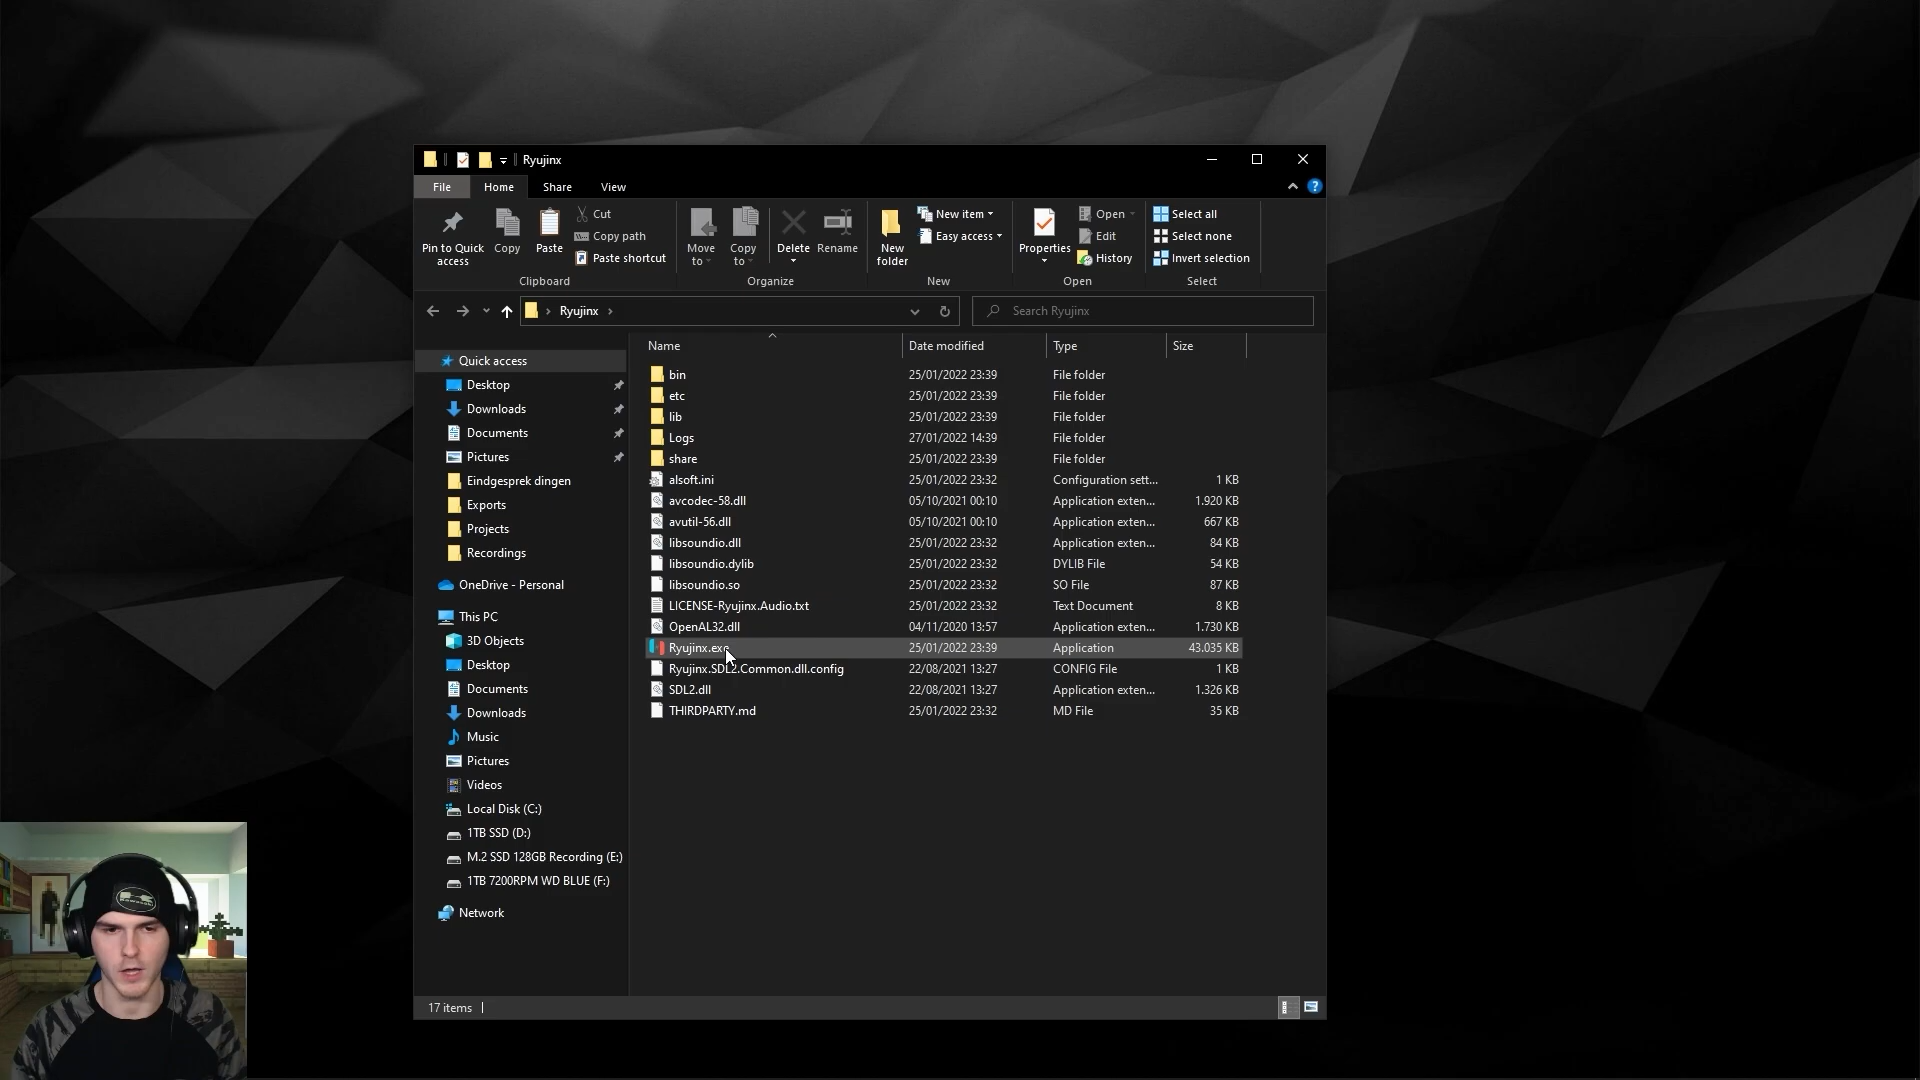 Ryujinx
File Home Share View
Pin to Quick access
Copy
Paste
Cut
Copy path
Paste shortcut
Clipboard
Move to
Copy to
Delete
Rename
Organize
New folder
New item
Easy access
New
Properties
Open
Edit
History
Open
Select all
Select none
Invert selection
Select
Ryujinx
Search Ryujinx
Quick access
Desktop
Downloads
Documents
Pictures
Eindgesprek dingen
Exports
Projects
Recordings
OneDrive - Personal
This PC
3D Objects
Desktop
Documents
Downloads
Music
Pictures
Videos
Local Disk (C:)
1TB SSD (D:)
M.2 SSD 128GB Recording (E:)
1TB 7200RPM WD BLUE (F:)
Network
Name Date modified Type Size
bin 25/01/2022 23:39 File folder
etc 25/01/2022 23:39 File folder
lib 25/01/2022 23:39 File folder
Logs 27/01/2022 14:39 File folder
share 25/01/2022 23:39 File folder
alsoft.ini 25/01/2022 23:32 Configuration sett... 1 KB
avcodec-58.dll 05/10/2021 00:10 Application exten... 1.920 KB
avutil-56.dll 05/10/2021 00:10 Application exten... 667 KB
libsoundio.dll 25/01/2022 23:32 Application exten... 84 KB
libsoundio.dylib 25/01/2022 23:32 DYLIB File 54 KB
libsoundio.so 25/01/2022 23:32 SO File 87 KB
LICENSE-Ryujinx.Audio.txt 25/01/2022 23:32 Text Document 8 KB
OpenAL32.dll 04/11/2020 13:57 Application exten... 1.730 KB
Ryujinx.exe 25/01/2022 23:39 Application 43.035 KB
Ryujinx.SDL2.Common.dll.config 22/08/2021 13:27 CONFIG File 1 KB
SDL2.dll 22/08/2021 13:27 Application exten... 1.326 KB
THIRDPARTY.md 25/01/2022 23:32 MD File 35 KB
17 items